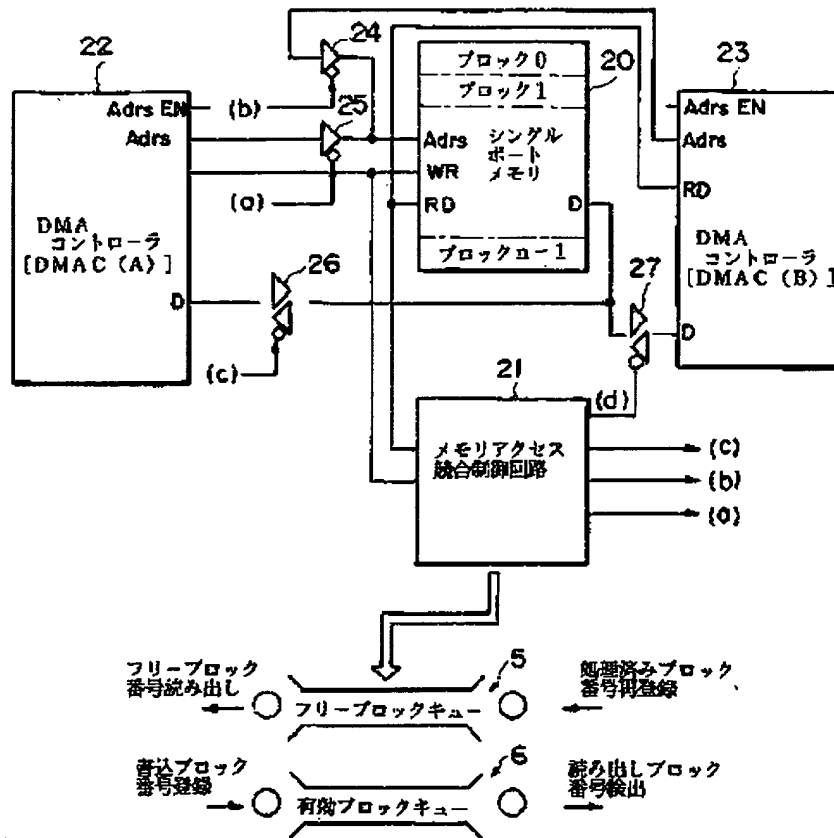 22
24
20
23
ブロック0
ブロック1
Adrs EN
(b)
25
Adrs EN
Adrs
Adrs
シングル
ポート
メモリ
Adrs
WR
RD
RD
(a)
D
DMA
コントローラ
[DMAC (A)]
DMA
コントローラ
[DMAC (B)]
ブロックn-1
26
27
D
D
(c)
21
(d)
メモリアクセス
競合制御回路
(c)
(b)
(a)
フリーブロック
番号読み出し
5
処理済みブロック
番号再登録
フリーブロックキュー
書込ブロック
番号登録
6
読み出しブロック
番号検出
有効ブロックキュー